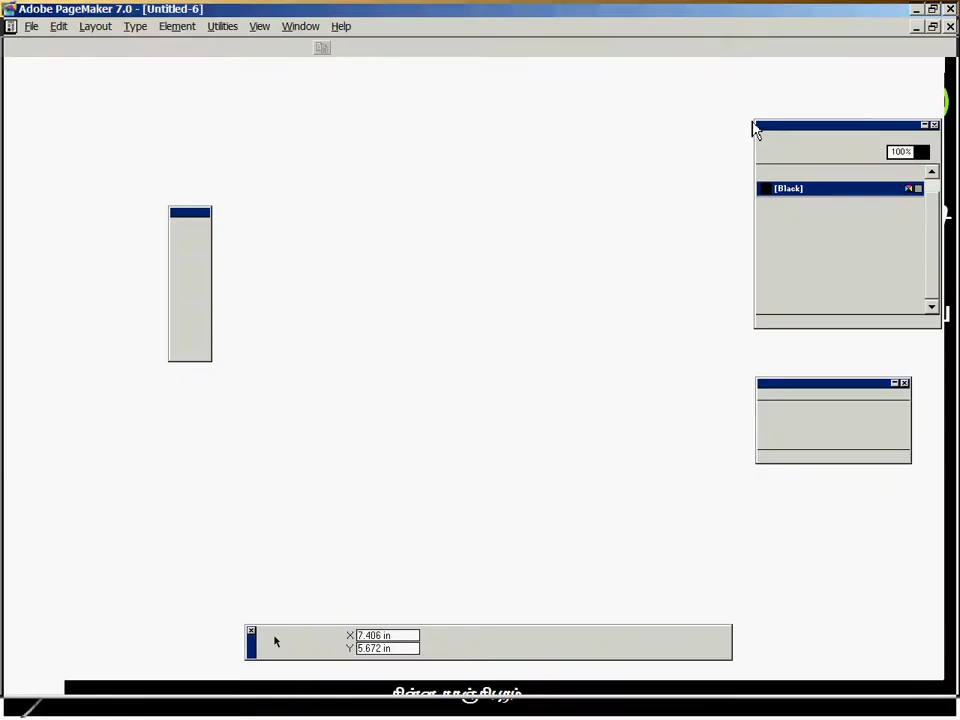 Adobe PageMaker 7.0 - [Untitled-6]
File Edit Layout Type Element Utilities View Window Help
100%
[Black]
X 7.406 in
Y 5.672 in